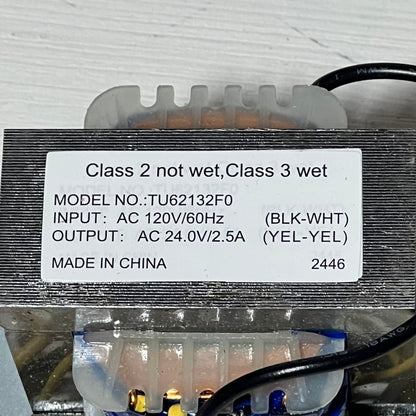 Class 2 not wet,Class 3 wet
MODEL NO.:TU62132F0
INPUT: AC 120V/60Hz (BLK-WHT)
OUTPUT: AC 24.0V/2.5A (YEL-YEL)
MADE IN CHINA 2446